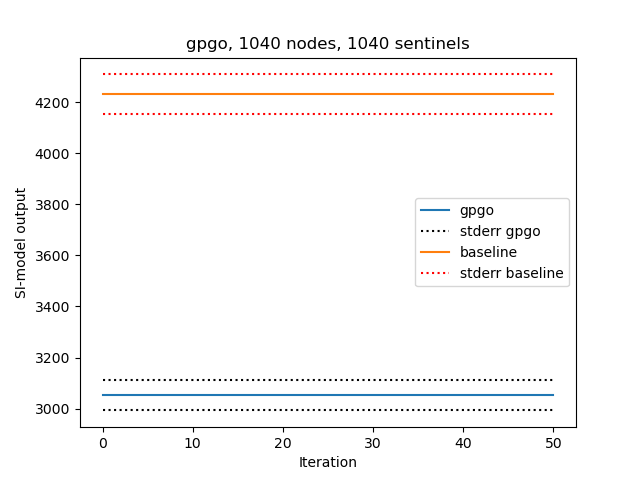 gpgo, 1040 nodes, 1040 sentinels
4200
4000
3800
3600
3400
3200
3000
SI-model output
gpgo
stderr gpgo
baseline
stderr baseline
0 10 20 30 40 50
Iteration